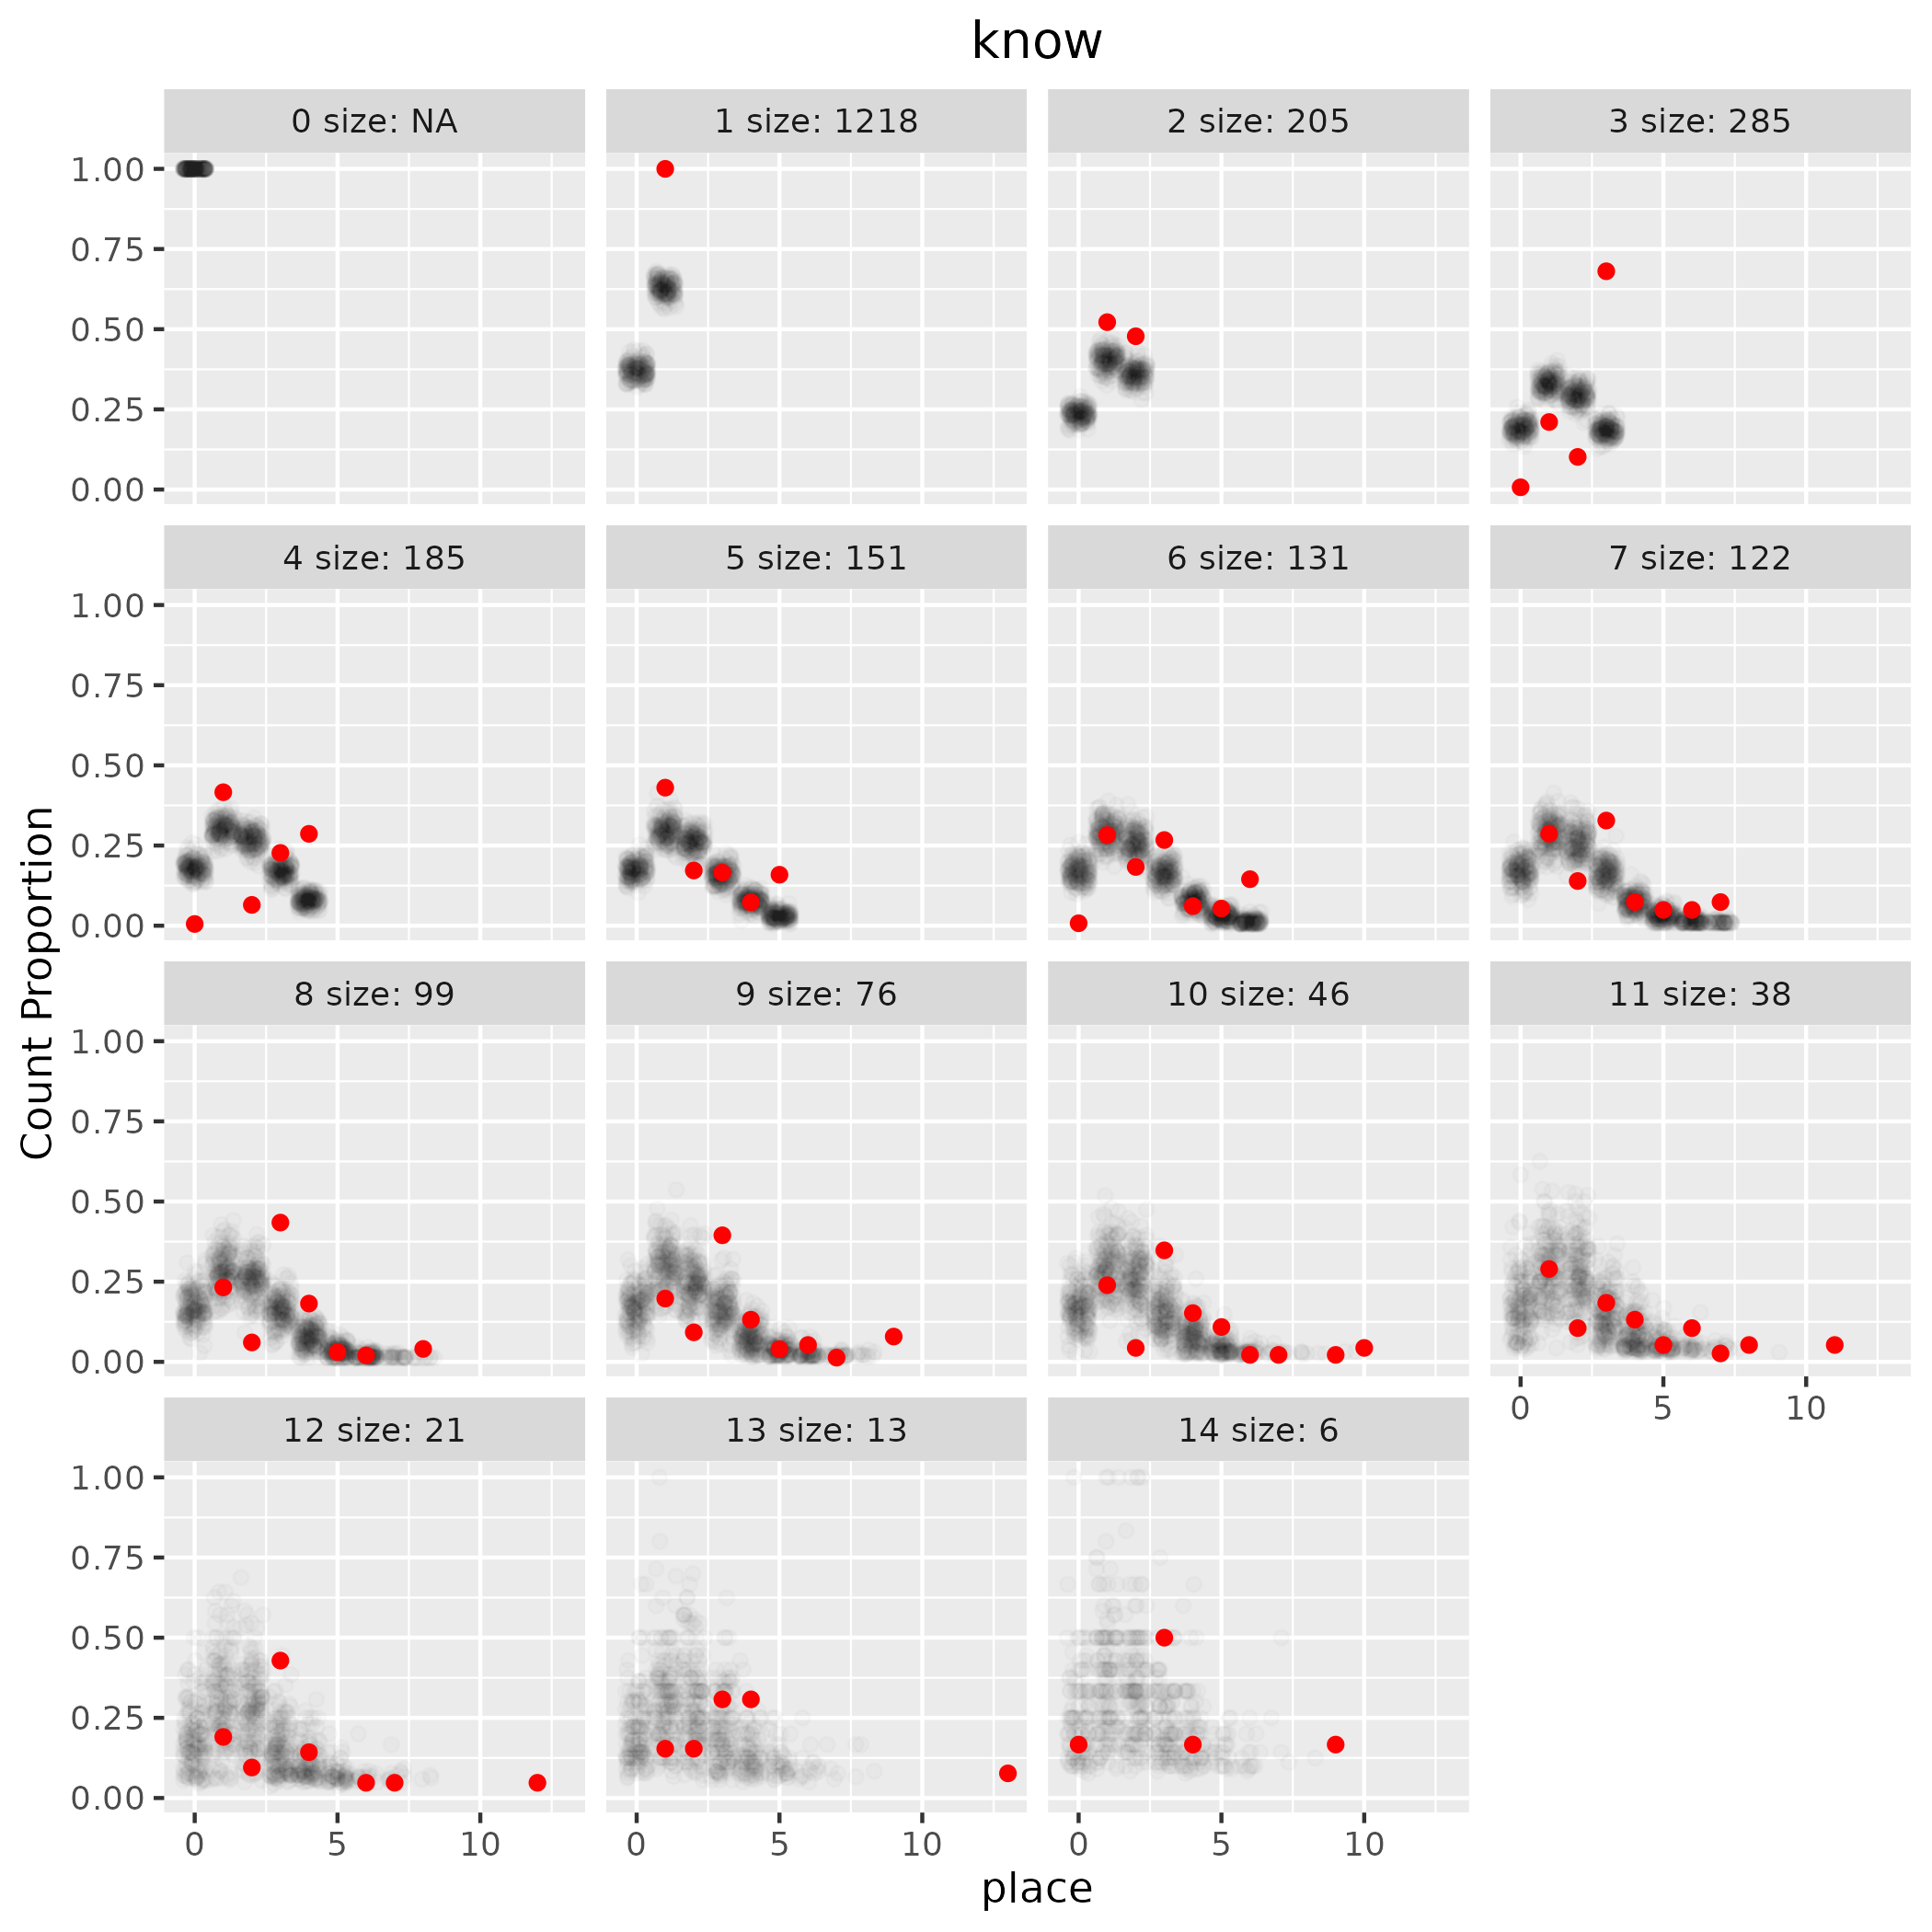 know
0 size: NA
1 size: 1218
2 size: 205
3 size: 285
1.00
0.75
0.50
0.25
0.00
4 size: 185
5 size: 151
6 size: 131
7 size: 122
1.00
0.75
0.50
0.25
0.00
Count Proportion
8 size: 99
9 size: 76
10 size: 46
11 size: 38
1.00
0.75
0.50
0.25
0.00
0 5 10
12 size: 21
13 size: 13
14 size: 6
1.00
0.75
0.50
0.25
0.00
0 5 10
0 5 10
0 5 10
place